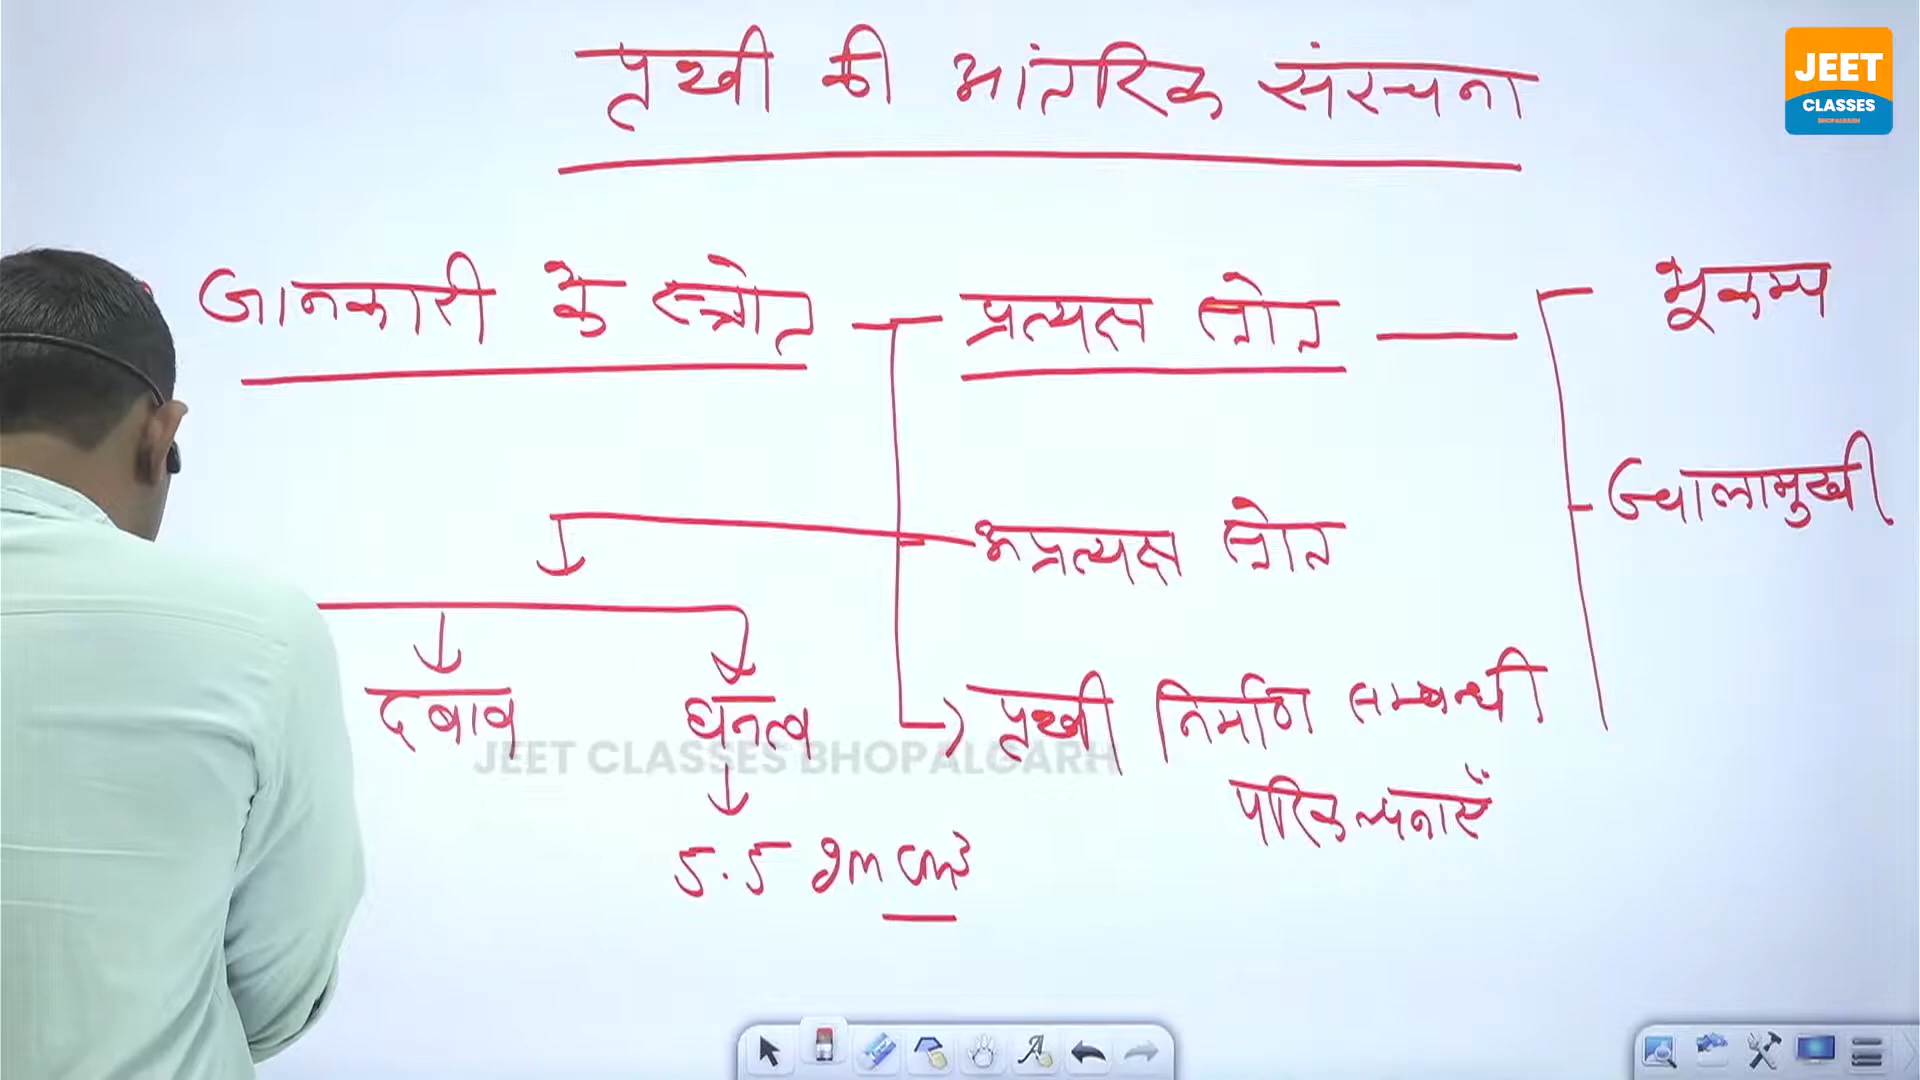 पृथ्वी की आंतरिक संरचना
JEET
CLASSES
BHOPALGARH
जानकारी के स्त्रोत
प्रत्यक्ष स्त्रोत
भूकम्प
ज्वालामुखी
अप्रत्यक्ष स्त्रोत
दबाव
घनत्व
पृथ्वी निर्माण सम्बन्धी
परिकल्पनाएँ
JEET CLASSES BHOPALGARH
5.5 gm cm3